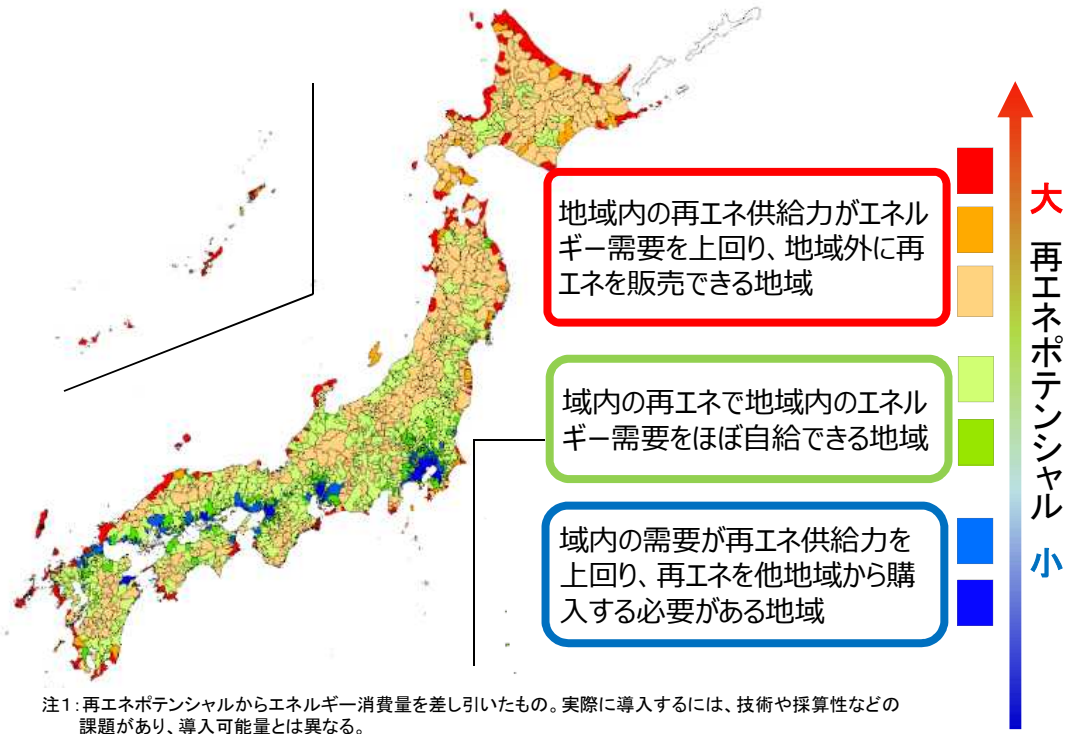 地域内の再エネ供給力がエネル
ギー需要を上回り、地域外に再
エネを販売できる地域
域内の再エネで地域内のエネル
ギー需要をほぼ自給できる地域
域内の需要が再エネ供給力を
上回り、再エネを他地域から購
入する必要がある地域
大 再エネポテンシャル 小
注1：再エネポテンシャルからエネルギー消費量を差し引いたもの。実際に導入するには、技術や採算性などの
課題があり、導入可能量とは異なる。